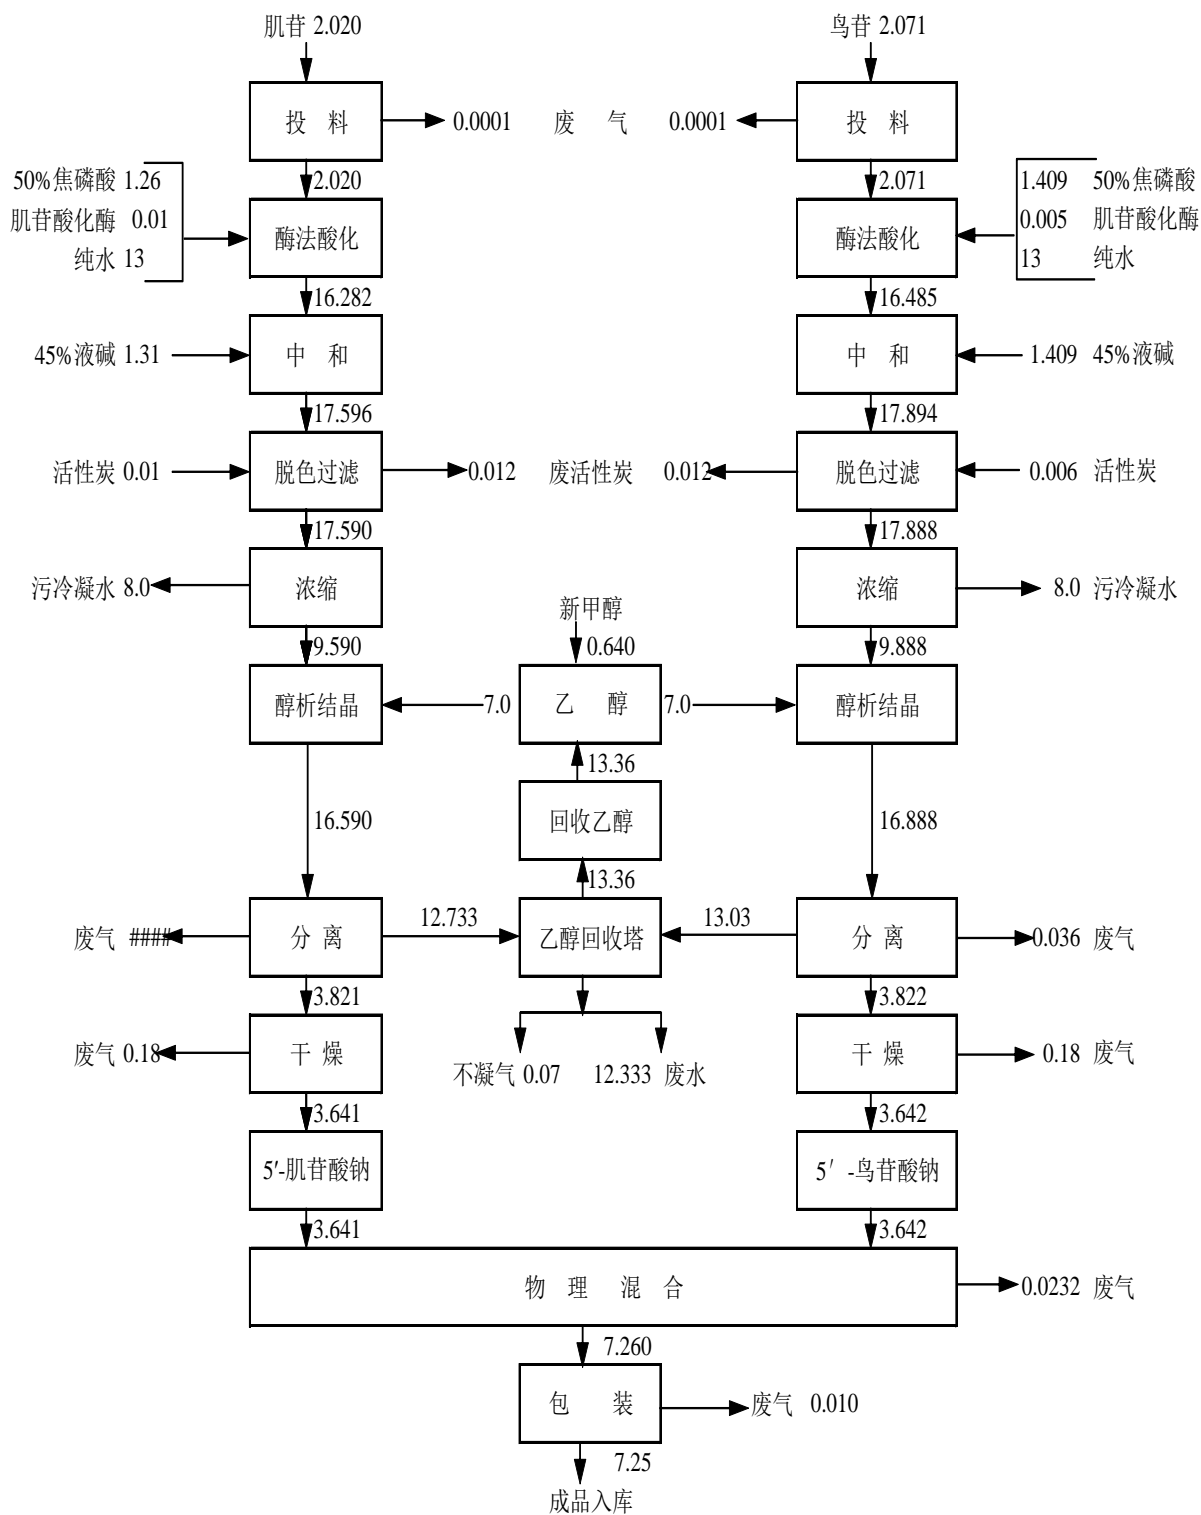 肌苷 2.020 鸟苷 2.071
投 料 0.0001 废 气 0.0001 投 料
2.020 2.071
50%焦磷酸 1.26 1.409 50%焦磷酸
肌苷酸化酶 0.01 酶法酸化 酶法酸化 0.005 肌苷酸化酶
纯水 13 13 纯水
16.282 16.485
45%液碱 1.31 中 和 中 和 1.409 45%液碱
17.596 17.894
活性炭 0.01 脱色过滤 0.012 废活性炭 0.012 脱色过滤 0.006 活性炭
17.590 17.888
污冷凝水 8.0 浓缩 浓缩 8.0 污冷凝水
新甲醇
9.590 0.640 9.888
醇析结晶 7.0 乙 醇 7.0 醇析结晶
13.36
16.590 回收乙醇 16.888
13.36
废气 #### 分 离 12.733 乙醇回收塔 13.03 分 离 0.036 废气
3.821 3.822
废气 0.18 干 燥 干 燥 0.18 废气
不凝气 0.07 12.333 废水
3.641 3.642
5′-肌苷酸钠 5′ -鸟苷酸钠
3.641 3.642
物 理 混 合 0.0232 废气
7.260
包 装 废气 0.010
7.25
成品入库